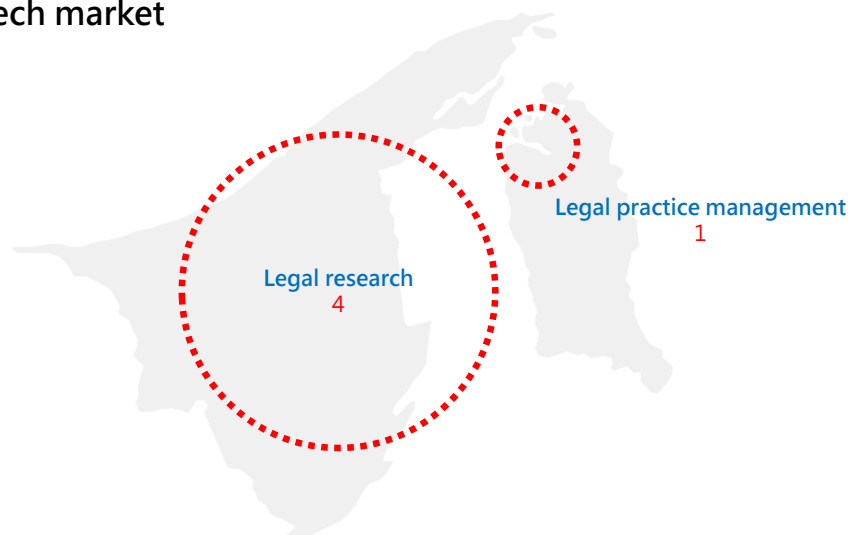 ech market
Legal practice management
1
Legal research
4